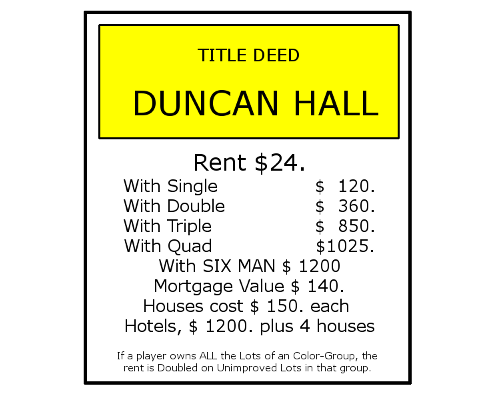 TITLE DEED
DUNCAN HALL
Rent $24.
With Single $ 120.
With Double $ 360.
With Triple $ 850.
With Quad $1025.
With SIX MAN $ 1200
Mortgage Value $ 140.
Houses cost $ 150. each
Hotels, $ 1200. plus 4 houses
If a player owns ALL the Lots of an Color-Group, the
rent is Doubled on Unimproved Lots in that group.